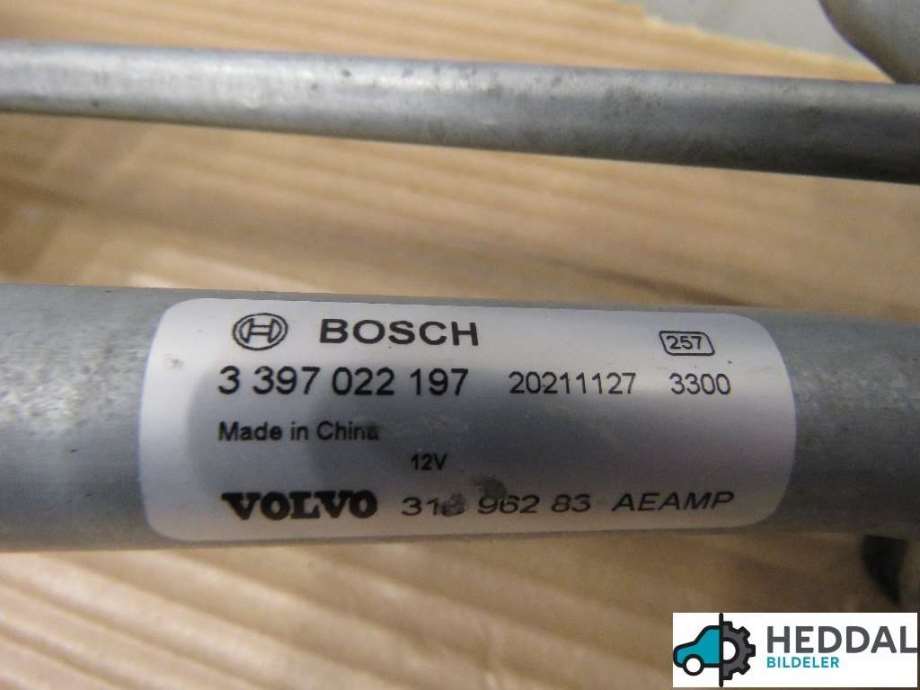 BOSCH
257
3 397 022 197 20211127 3300
Made in China
12V
VOLVO 962 83 AEAMP
HEDDAL
BILDELER